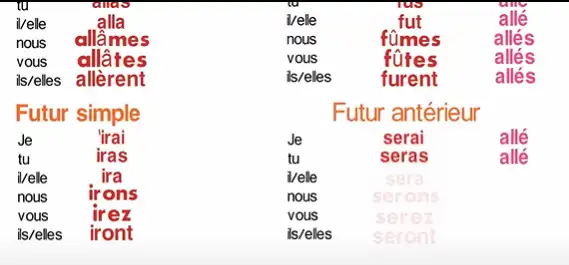 tu allas
il/elle alla
nous allâmes
vous allâtes
ils/elles allèrent
tu fus allé
il/elle fut allé
nous fûmes allés
vous fûtes allés
ils/elles furent allés
Futur simple
Je 'irai
tu iras
il/elle ira
nous irons
vous irez
ils/elles iront
Futur antérieur
Je serai allé
tu seras allé
il/elle sera
nous serons
vous serez
ils/elles seront